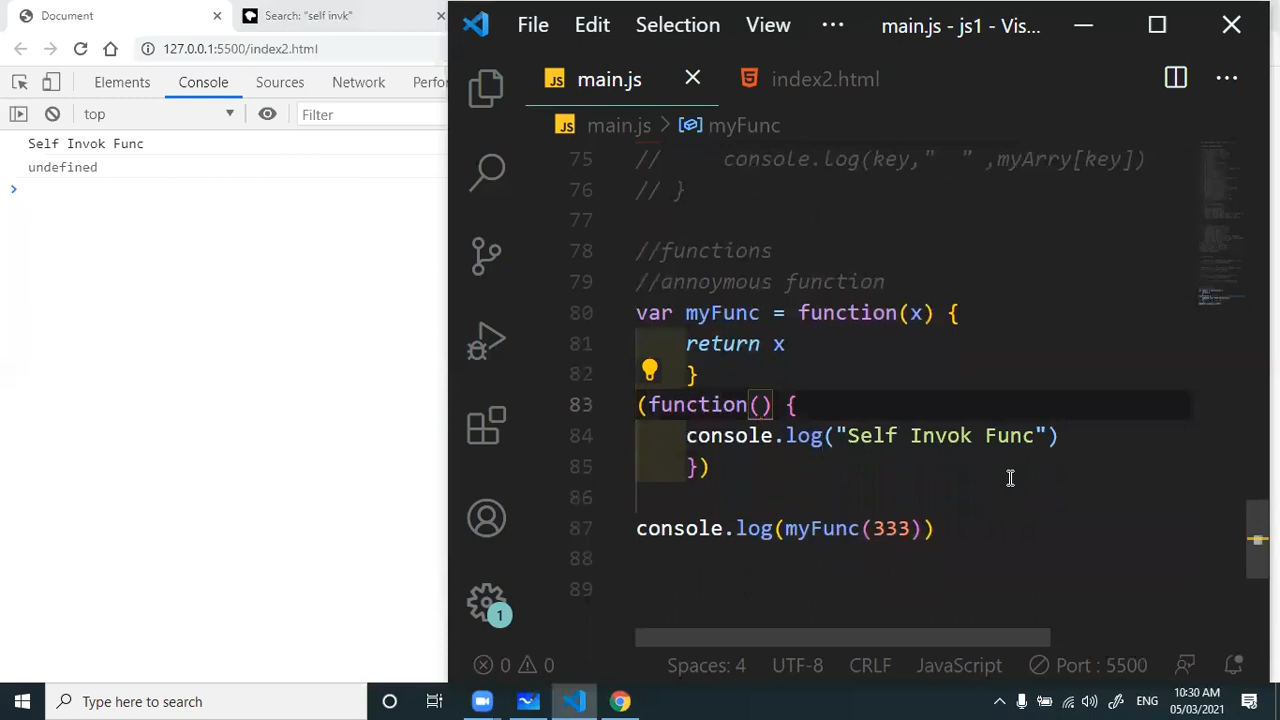 Document
Search: "self invk"
File Edit Selection View ··· main.js - js1 - Vis...
127.0.0.1:5500/index2.html
Elements Console Sources Network Perfo
top Filter
Self Invok Func
undefined
JS main.js index2.html
JS main.js > myFunc
75 //      console.log(key,"  " ,myArry[key])
76 // }
77
78 //functions
79 //annoymous function
80 var myFunc = function(x) {
81 return x
82 }
83 (function() {
84 console.log("Self Invok Func")
85 })
86
87 console.log(myFunc(333))
88
89
1
0 0 Spaces: 4 UTF-8 CRLF JavaScript Port : 5500
Type here to search
ENG
10:30 AM
05/03/2021